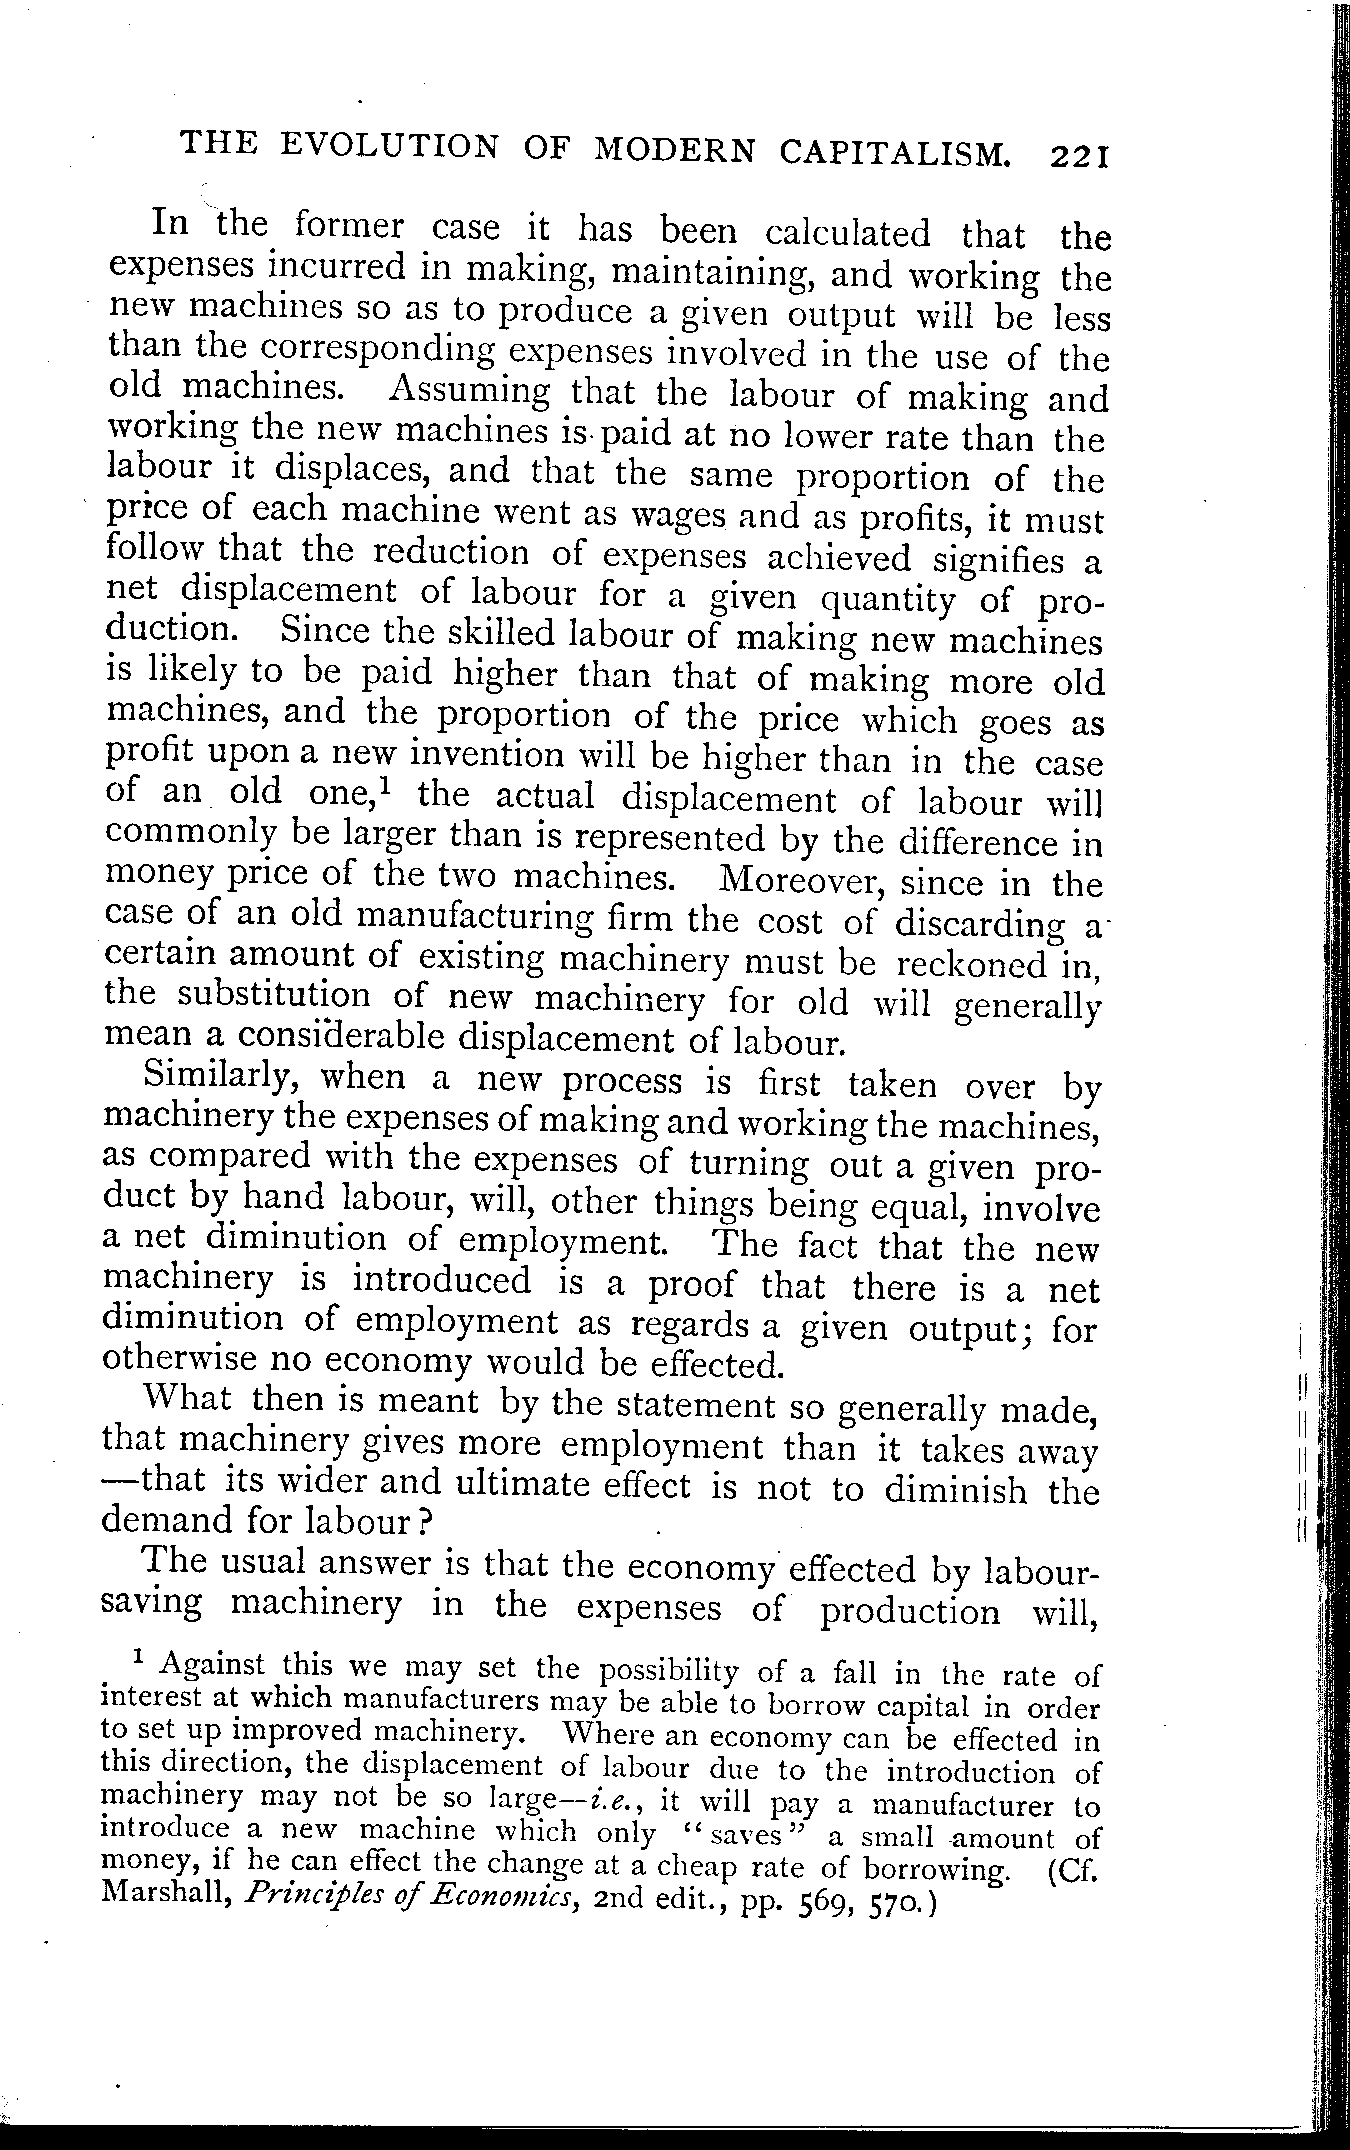 THE EVOLUTION OF MODERN CAPITALISM. 221
In the former case it has been calculated that the
expenses incurred in making, maintaining, and working the
new machines so as to produce a given output will be less
than the corresponding expenses involved in the use of the
old machines. Assuming that the labour of making and
working the new machines is paid at no lower rate than the
labour it displaces, and that the same proportion of the
price of each machine went as wages and as profits, it must
follow that the reduction of expenses achieved signifies a
net displacement of labour for a given quantity of pro-
duction. Since the skilled labour of making new machines
is likely to be paid higher than that of making more old
machines, and the proportion of the price which goes as
profit upon a new invention will be higher than in the case
of an old one,¹ the actual displacement of labour will
commonly be larger than is represented by the difference in
money price of the two machines. Moreover, since in the
case of an old manufacturing firm the cost of discarding a
certain amount of existing machinery must be reckoned in,
the substitution of new machinery for old will generally
mean a considerable displacement of labour.
Similarly, when a new process is first taken over by
machinery the expenses of making and working the machines,
as compared with the expenses of turning out a given pro-
duct by hand labour, will, other things being equal, involve
a net diminution of employment. The fact that the new
machinery is introduced is a proof that there is a net
diminution of employment as regards a given output; for
otherwise no economy would be effected.
What then is meant by the statement so generally made,
that machinery gives more employment than it takes away
—that its wider and ultimate effect is not to diminish the
demand for labour?
The usual answer is that the economy effected by labour-
saving machinery in the expenses of production will,
¹ Against this we may set the possibility of a fall in the rate of
interest at which manufacturers may be able to borrow capital in order
to set up improved machinery. Where an economy can be effected in
this direction, the displacement of labour due to the introduction of
machinery may not be so large—i.e., it will pay a manufacturer to
introduce a new machine which only "saves" a small amount of
money, if he can effect the change at a cheap rate of borrowing. (Cf.
Marshall, Principles of Economics, 2nd edit., pp. 569, 570.)